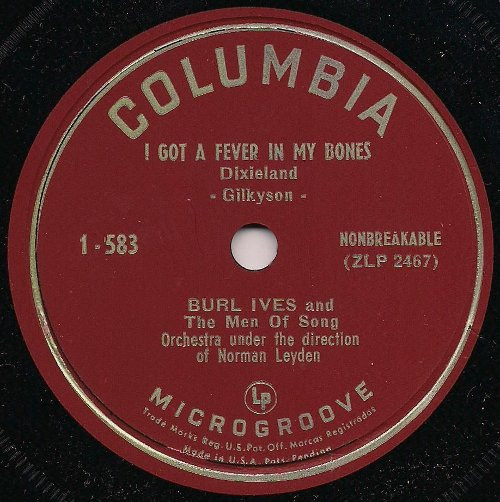 COLUMBIA
I GOT A FEVER IN MY BONES
Dixieland
- Gilkyson -
1-583
NONBREAKABLE
(ZLP 2467)
BURL IVES and
The Men Of Song
Orchestra under the direction
of Norman Leyden
Lp
MICROGROOVE
Trade Marks Reg. U.S. Pat. Off. Marcas Registradas
Made in U.S.A. Pats. Pending